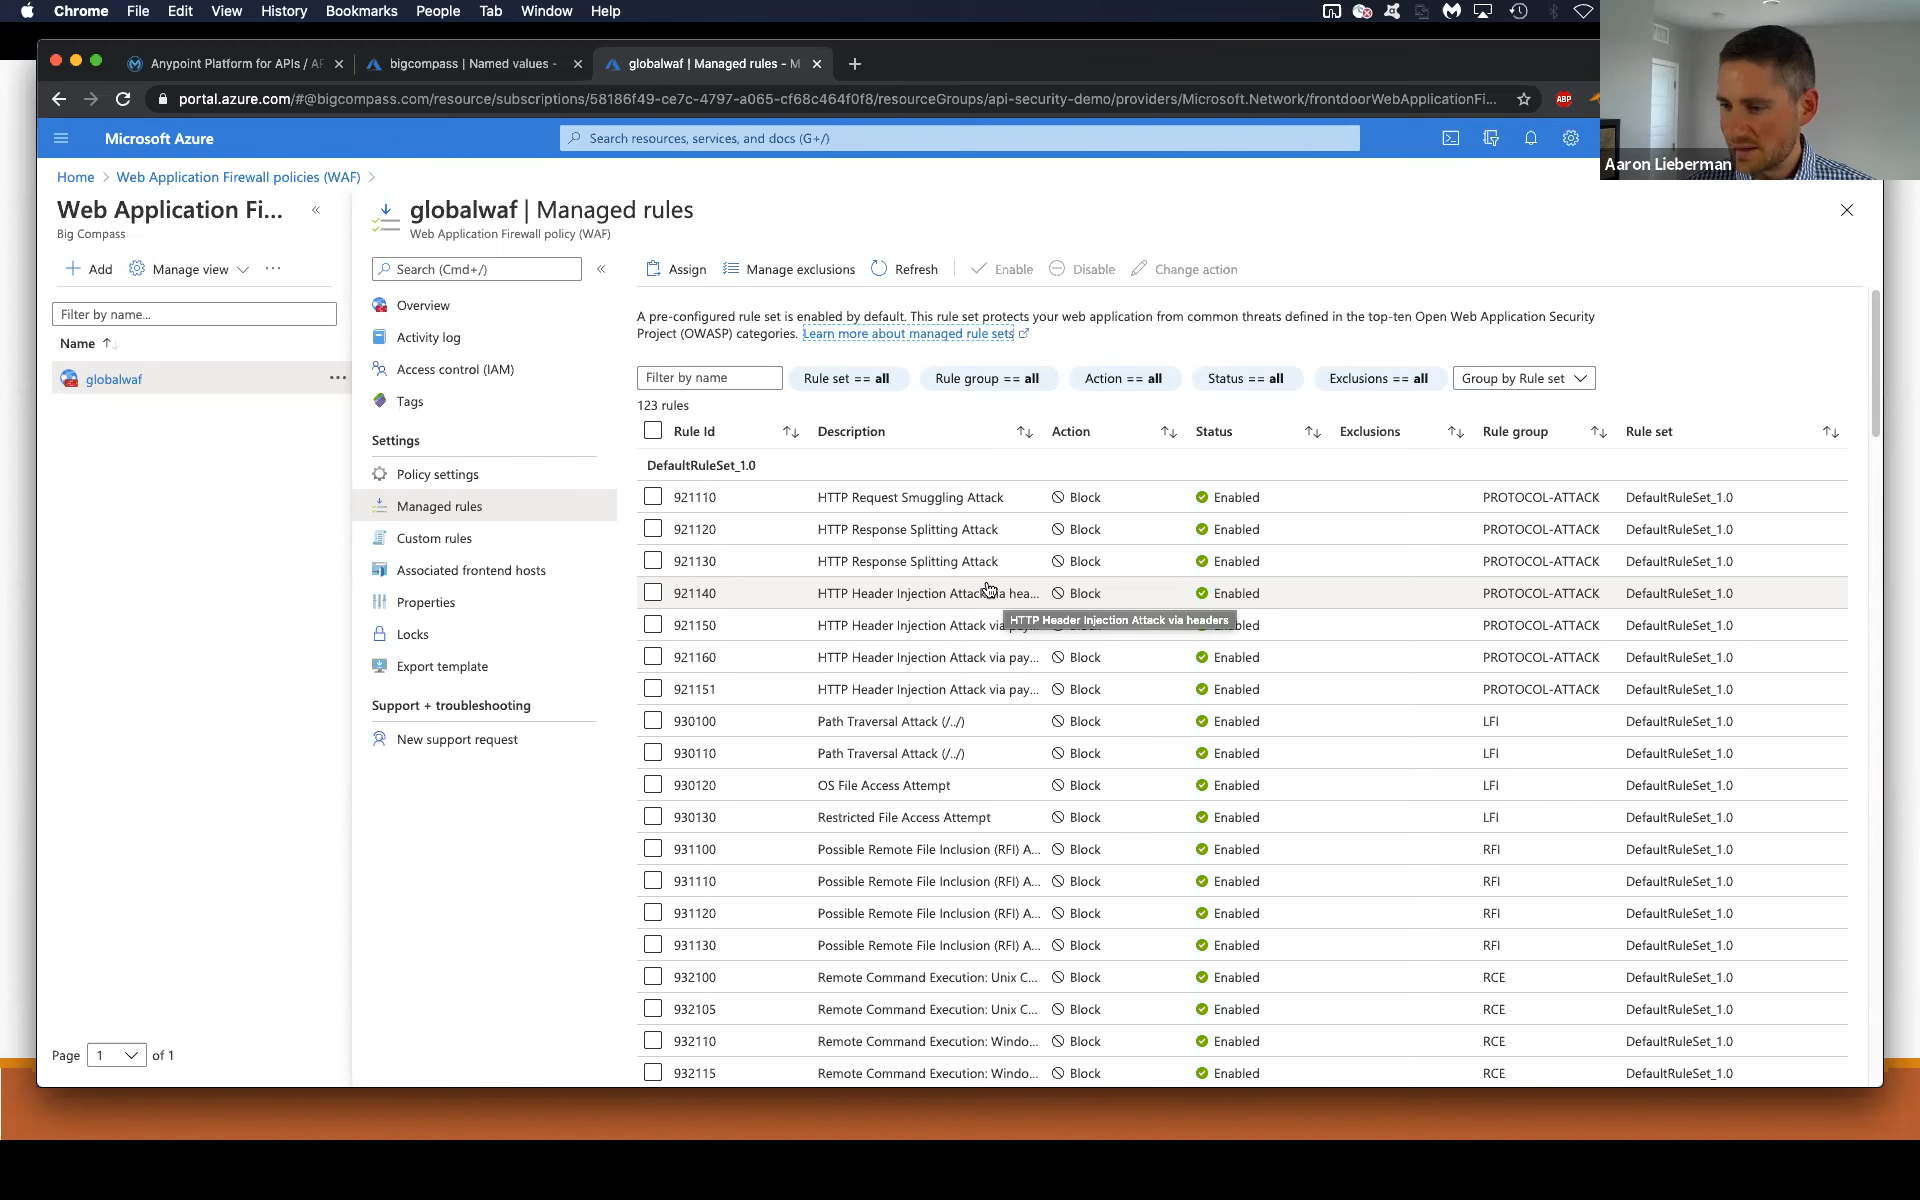 Chrome File Edit View History Bookmarks People Tab Window Help
Anypoint Platform for APIs / AF
bigcompass | Named values -
globalwaf | Managed rules - M
portal.azure.com/#@bigcompass.com/resource/subscriptions/58186f49-ce7c-4797-a065-cf68c464f0f8/resourceGroups/api-security-demo/providers/Microsoft.Network/frontdoorWebApplicationFi...
ABP
Aaron Lieberman
Microsoft Azure
Search resources, services, and docs (G+/)
Home > Web Application Firewall policies (WAF) >
Web Application Fi... «
Big Compass
Add Manage view ...
Filter by name...
Name
globalwaf ...
Page 1 of 1
globalwaf | Managed rules
Web Application Firewall policy (WAF)
Search (Cmd+/) «
Overview
Activity log
Access control (IAM)
Tags
Settings
Policy settings
Managed rules
Custom rules
Associated frontend hosts
Properties
Locks
Export template
Support + troubleshooting
New support request
Assign Manage exclusions Refresh Enable Disable Change action
A pre-configured rule set is enabled by default. This rule set protects your web application from common threats defined in the top-ten Open Web Application Security
Project (OWASP) categories. Learn more about managed rule sets
Filter by name Rule set == all Rule group == all Action == all Status == all Exclusions == all Group by Rule set
123 rules
Rule Id Description Action Status Exclusions Rule group Rule set
DefaultRuleSet_1.0
921110 HTTP Request Smuggling Attack Block Enabled PROTOCOL-ATTACK DefaultRuleSet_1.0
921120 HTTP Response Splitting Attack Block Enabled PROTOCOL-ATTACK DefaultRuleSet_1.0
921130 HTTP Response Splitting Attack Block Enabled PROTOCOL-ATTACK DefaultRuleSet_1.0
921140 HTTP Header Injection Attack via hea... Block Enabled PROTOCOL-ATTACK DefaultRuleSet_1.0
HTTP Header Injection Attack via headers
921150 HTTP Header Injection Attack via PROTOCOL-ATTACK DefaultRuleSet_1.0
921160 HTTP Header Injection Attack via pay... Block Enabled PROTOCOL-ATTACK DefaultRuleSet_1.0
921151 HTTP Header Injection Attack via pay... Block Enabled PROTOCOL-ATTACK DefaultRuleSet_1.0
930100 Path Traversal Attack (/../) Block Enabled LFI DefaultRuleSet_1.0
930110 Path Traversal Attack (/../) Block Enabled LFI DefaultRuleSet_1.0
930120 OS File Access Attempt Block Enabled LFI DefaultRuleSet_1.0
930130 Restricted File Access Attempt Block Enabled LFI DefaultRuleSet_1.0
931100 Possible Remote File Inclusion (RFI) A... Block Enabled RFI DefaultRuleSet_1.0
931110 Possible Remote File Inclusion (RFI) A... Block Enabled RFI DefaultRuleSet_1.0
931120 Possible Remote File Inclusion (RFI) A... Block Enabled RFI DefaultRuleSet_1.0
931130 Possible Remote File Inclusion (RFI) A... Block Enabled RFI DefaultRuleSet_1.0
932100 Remote Command Execution: Unix C... Block Enabled RCE DefaultRuleSet_1.0
932105 Remote Command Execution: Unix C... Block Enabled RCE DefaultRuleSet_1.0
932110 Remote Command Execution: Windo... Block Enabled RCE DefaultRuleSet_1.0
932115 Remote Command Execution: Windo... Block Enabled RCE DefaultRuleSet_1.0